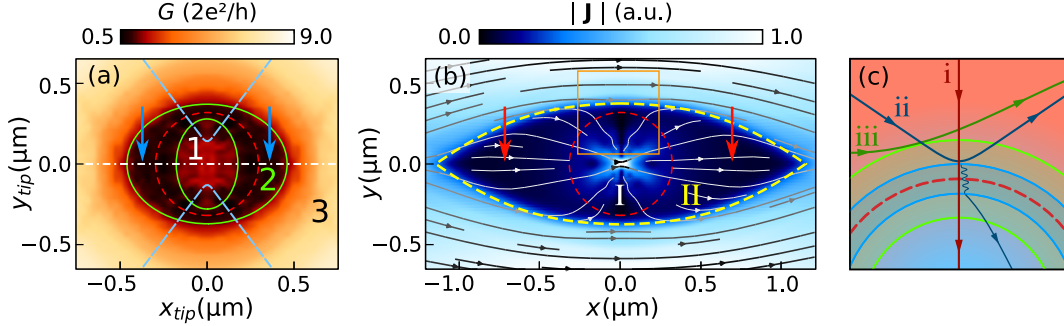 G (2e²/h)
0.5 9.0
| J | (a.u.)
0.0 1.0
(a)
1
2
3
0.5
0.0
−0.5
y_tip(μm)
−0.5 0.0 0.5
x_tip(μm)
(b)
I
II
0.5
0.0
−0.5
y(μm)
−1.0 −0.5 0.0 0.5 1.0
x(μm)
(c)
i
ii
iii